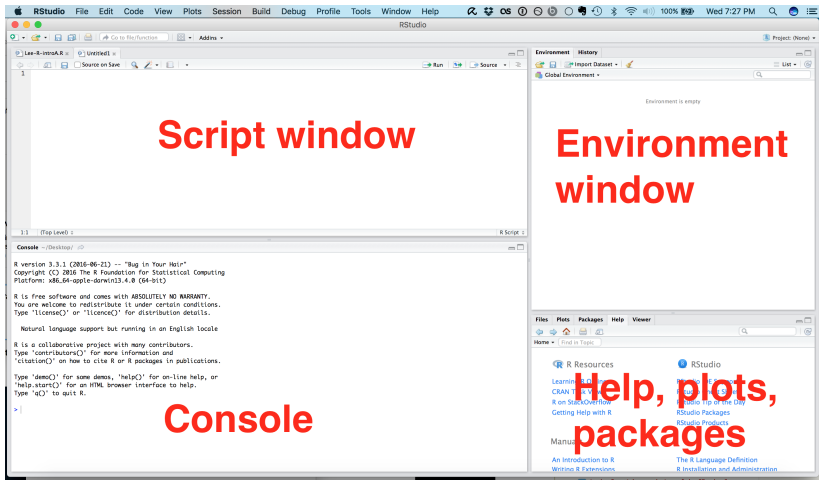 RStudio File Edit Code View Plots Session Build Debug Profile Tools Window Help 100% Wed 7:27 PM
RStudio
Go to file/function Addins Project: (None)
Lee-R-introA.R Untitled1
Source on Save Run Source
1
Script window
1:1 (Top Level) R Script
Console ~/Desktop/
R version 3.3.1 (2016-06-21) -- "Bug in Your Hair"
Copyright (C) 2016 The R Foundation for Statistical Computing
Platform: x86_64-apple-darwin13.4.0 (64-bit)
R is free software and comes with ABSOLUTELY NO WARRANTY.
You are welcome to redistribute it under certain conditions.
Type 'license()' or 'licence()' for distribution details.
Natural language support but running in an English locale
R is a collaborative project with many contributors.
Type 'contributors()' for more information and
'citation()' on how to cite R or R packages in publications.
Type 'demo()' for some demos, 'help()' for on-line help, or
'help.start()' for an HTML browser interface to help.
Type 'q()' to quit R.
>
Console
Environment History
Import Dataset List
Global Environment
Environment is empty
Environment
window
Files Plots Packages Help Viewer
Home Find in Topic
R Resources RStudio
Learning R
CRAN
R on StackOverflow RStudio Tip of the Day
Getting Help with R RStudio Packages
RStudio Products
Help, plots,
packages
An Introduction to R The R Language Definition
Writing R Extensions R Installation and Administration